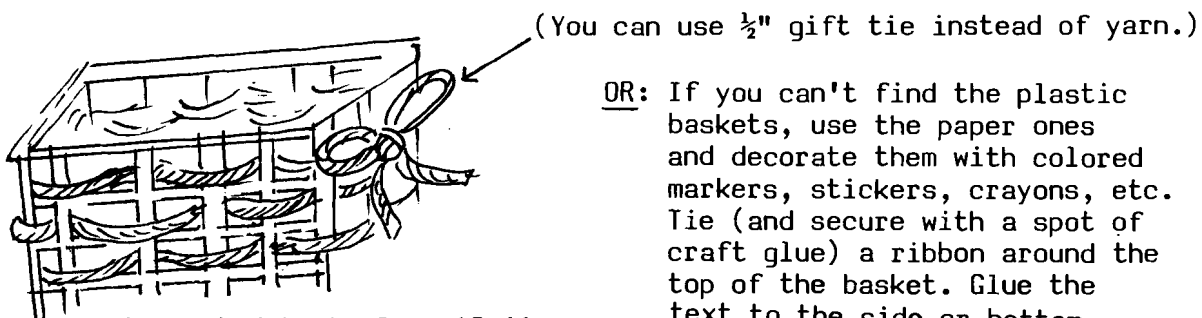 (You can use ½" gift tie instead of yarn.)
OR: If you can't find the plastic
baskets, use the paper ones
and decorate them with colored
markers, stickers, crayons, etc.
Tie (and secure with a spot of
craft glue) a ribbon around the
top of the basket. Glue the
text to the side or bottom